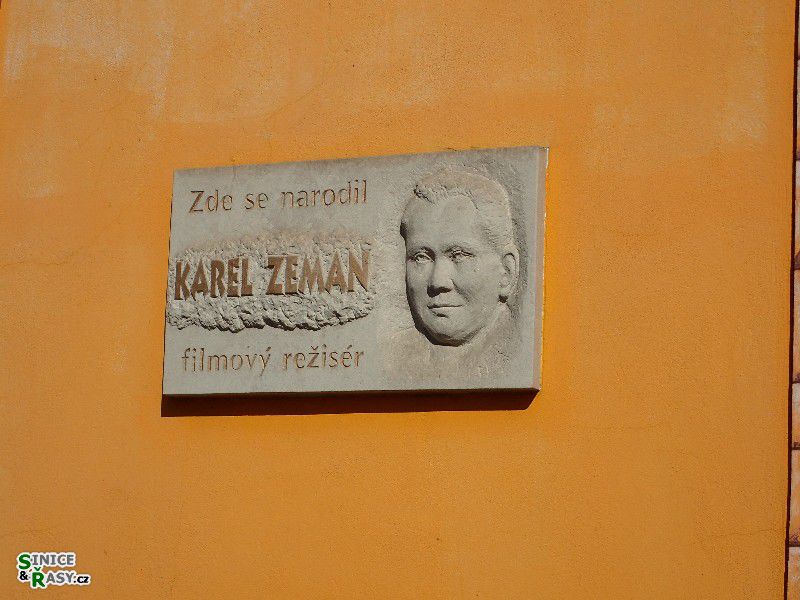 Zde se narodil
KAREL ZEMAN
filmový režisér
SINICE
& ŘASY.cz